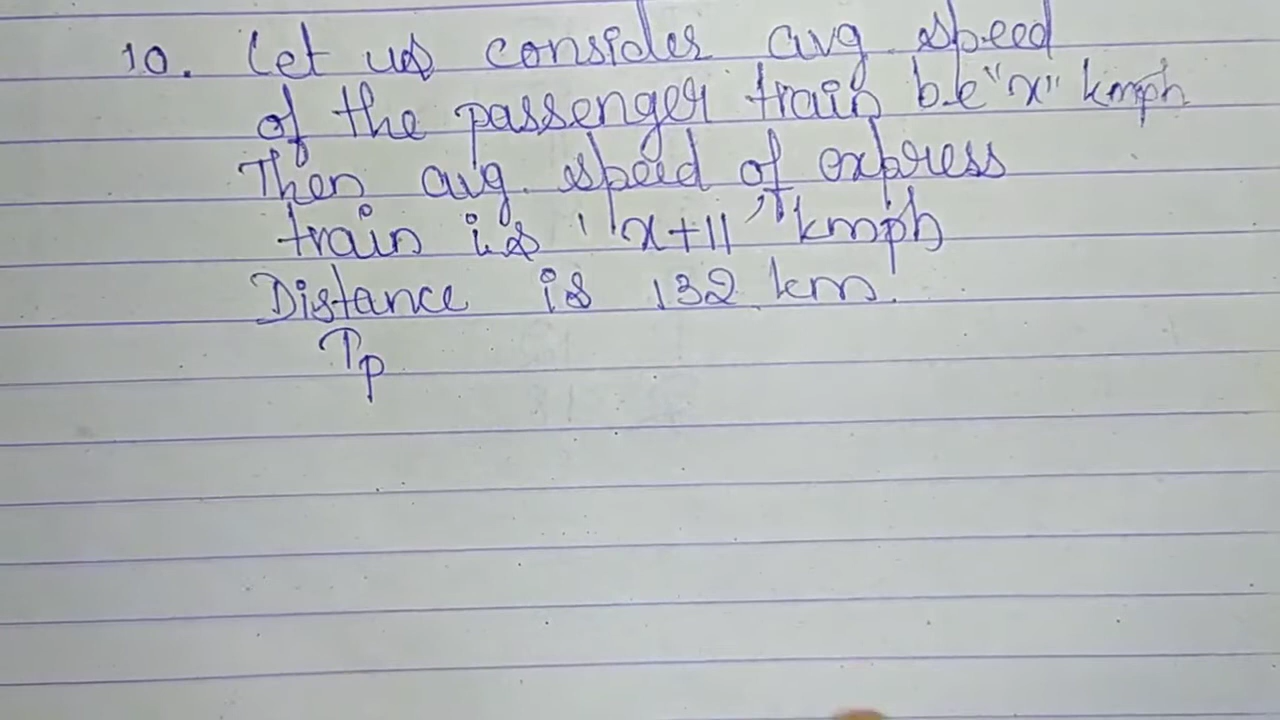 10. Let us consider avg. speed
of the passenger train be "x" kmph
Then avg. speed of express
train is "x+11" kmph
Distance is 132 km.
Tp